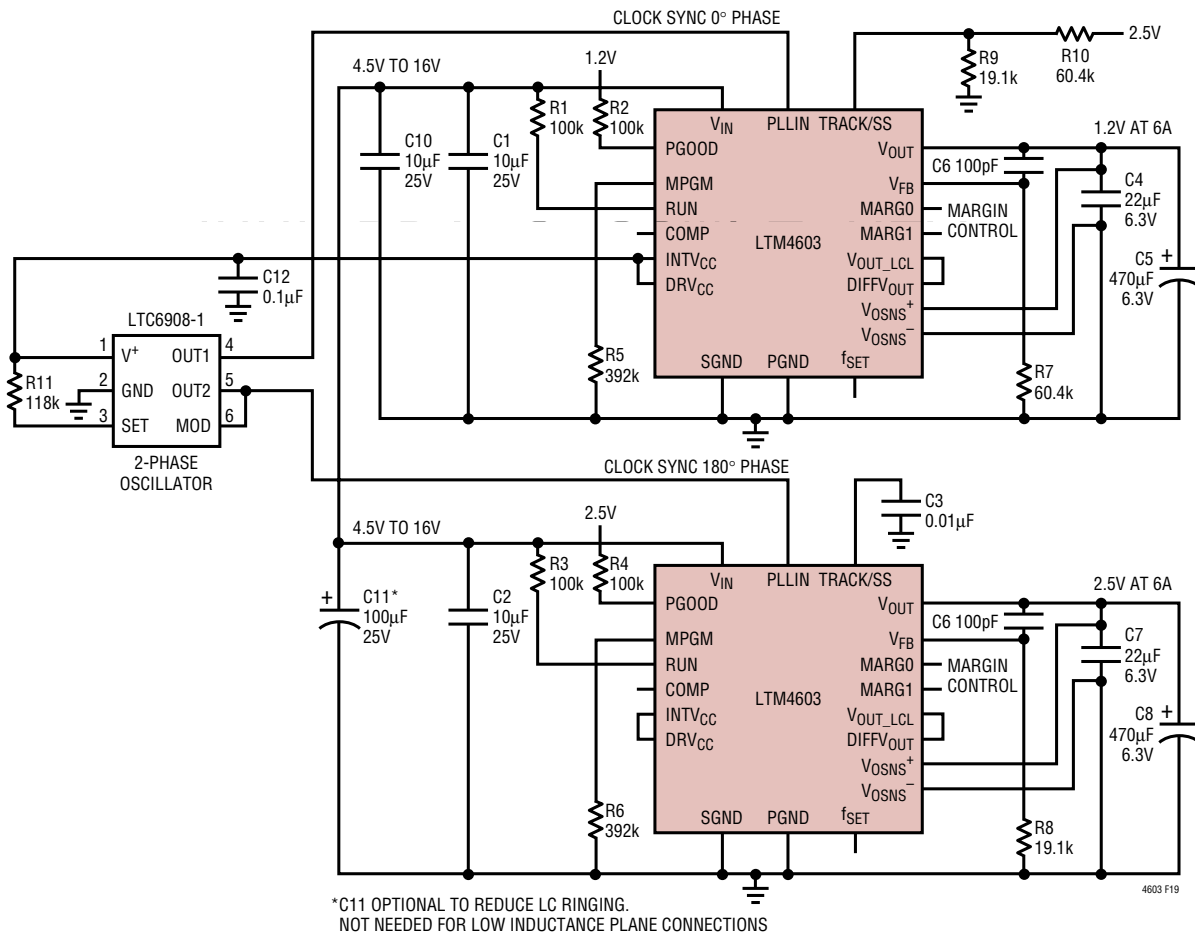 CLOCK SYNC 0° PHASE
4.5V TO 16V
1.2V
R9
19.1k
R10
60.4k
2.5V
C10
10µF
25V
C1
10µF
25V
R1
100k
R2
100k
VIN
PLLIN
TRACK/SS
PGOOD
MPGM
RUN
COMP
INTVCC
DRVCC
LTM4603
VOUT
VFB
MARG0
MARG1
VOUT_LCL
DIFFVOUT
VOSNS+
VOSNS–
SGND
PGND
fSET
R5
392k
C6 100pF
MARGIN
CONTROL
1.2V AT 6A
C4
22µF
6.3V
C5
+
470µF
6.3V
R7
60.4k
C12
0.1µF
LTC6908-1
1
V+
OUT1
4
2
GND
OUT2
5
3
SET
MOD
6
R11
118k
2-PHASE
OSCILLATOR
CLOCK SYNC 180° PHASE
4.5V TO 16V
2.5V
C3
0.01µF
+
C11*
100µF
25V
C2
10µF
25V
R3
100k
R4
100k
VIN
PLLIN
TRACK/SS
PGOOD
MPGM
RUN
COMP
INTVCC
DRVCC
LTM4603
VOUT
VFB
MARG0
MARG1
VOUT_LCL
DIFFVOUT
VOSNS+
VOSNS–
SGND
PGND
fSET
R6
392k
C6 100pF
MARGIN
CONTROL
2.5V AT 6A
C7
22µF
6.3V
C8
+
470µF
6.3V
R8
19.1k
4603 F19
*C11 OPTIONAL TO REDUCE LC RINGING.
NOT NEEDED FOR LOW INDUCTANCE PLANE CONNECTIONS